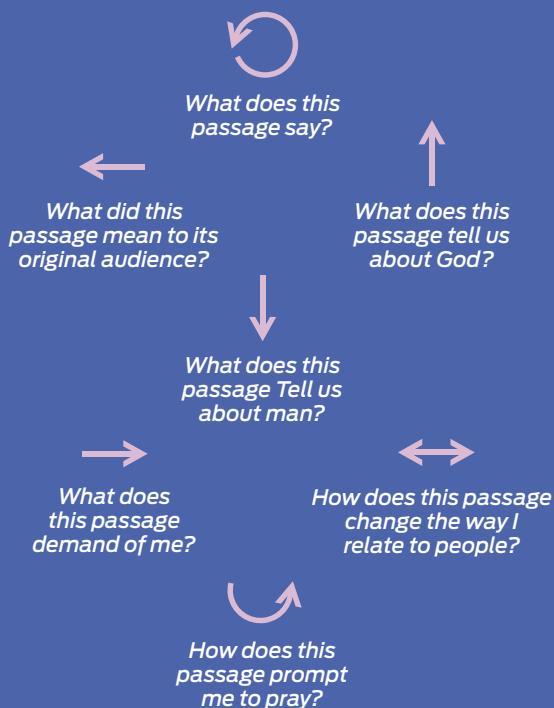 What does this
passage say?
What did this
passage mean to its
original audience?
What does this
passage tell us
about God?
What does this
passage Tell us
about man?
What does
this passage
demand of me?
How does this passage
change the way I
relate to people?
How does this
passage prompt
me to pray?